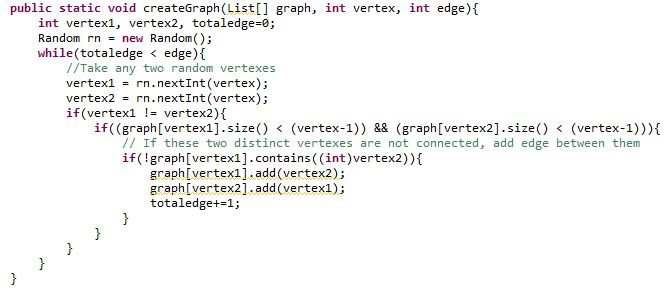 public static void createGraph(List[] graph, int vertex, int edge){
    int vertex1, vertex2, totaledge=0;
    Random rn = new Random();
    while(totaledge < edge){
        //Take any two random vertexes
        vertex1 = rn.nextInt(vertex);
        vertex2 = rn.nextInt(vertex);
        if(vertex1 != vertex2){
            if((graph[vertex1].size() < (vertex-1)) && (graph[vertex2].size() < (vertex-1))){
                // If these two distinct vertexes are not connected, add edge between them
                if(!graph[vertex1].contains((int)vertex2)){
                    graph[vertex1].add(vertex2);
                    graph[vertex2].add(vertex1);
                    totaledge+=1;
                }
            }
        }
    }
}